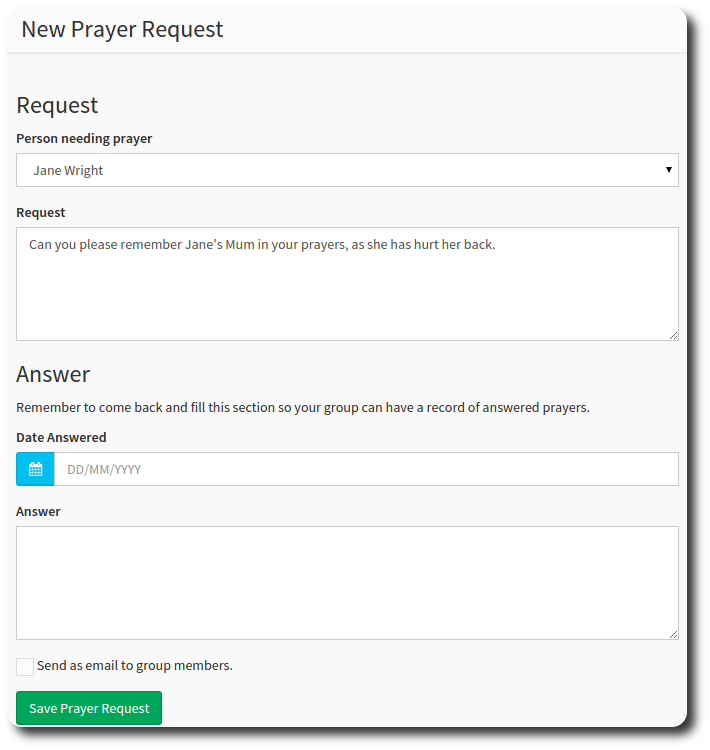 New Prayer Request
Request
Person needing prayer
Jane Wright
Request
Can you please remember Jane's Mum in your prayers, as she has hurt her back.
Answer
Remember to come back and fill this section so your group can have a record of answered prayers.
Date Answered
DD/MM/YYYY
Answer
Send as email to group members.
Save Prayer Request